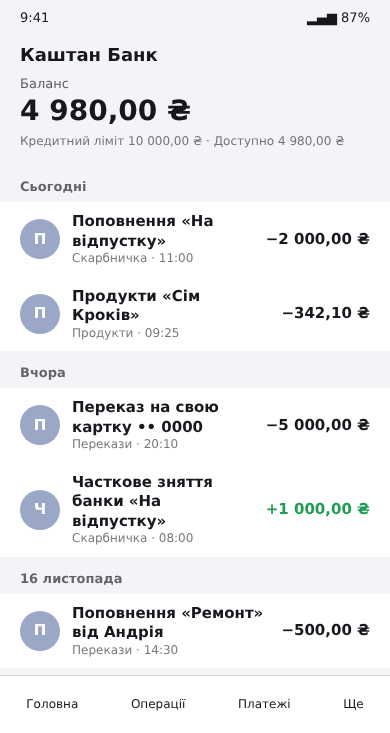 9:41 87%
Каштан Банк
Баланс
4 980,00 ₴
Кредитний ліміт 10 000,00 ₴ · Доступно 4 980,00 ₴
Сьогодні
П
Поповнення «На
відпустку»
Скарбничка · 11:00
−2 000,00 ₴
П
Продукти «Сім
Кроків»
Продукти · 09:25
−342,10 ₴
Вчора
П
Переказ на свою
картку •• 0000
Перекази · 20:10
−5 000,00 ₴
Ч
Часткове зняття
банки «На
відпустку»
Скарбничка · 08:00
+1 000,00 ₴
16 листопада
П
Поповнення «Ремонт»
від Андрія
Перекази · 14:30
−500,00 ₴
Головна Операції Платежі Ще